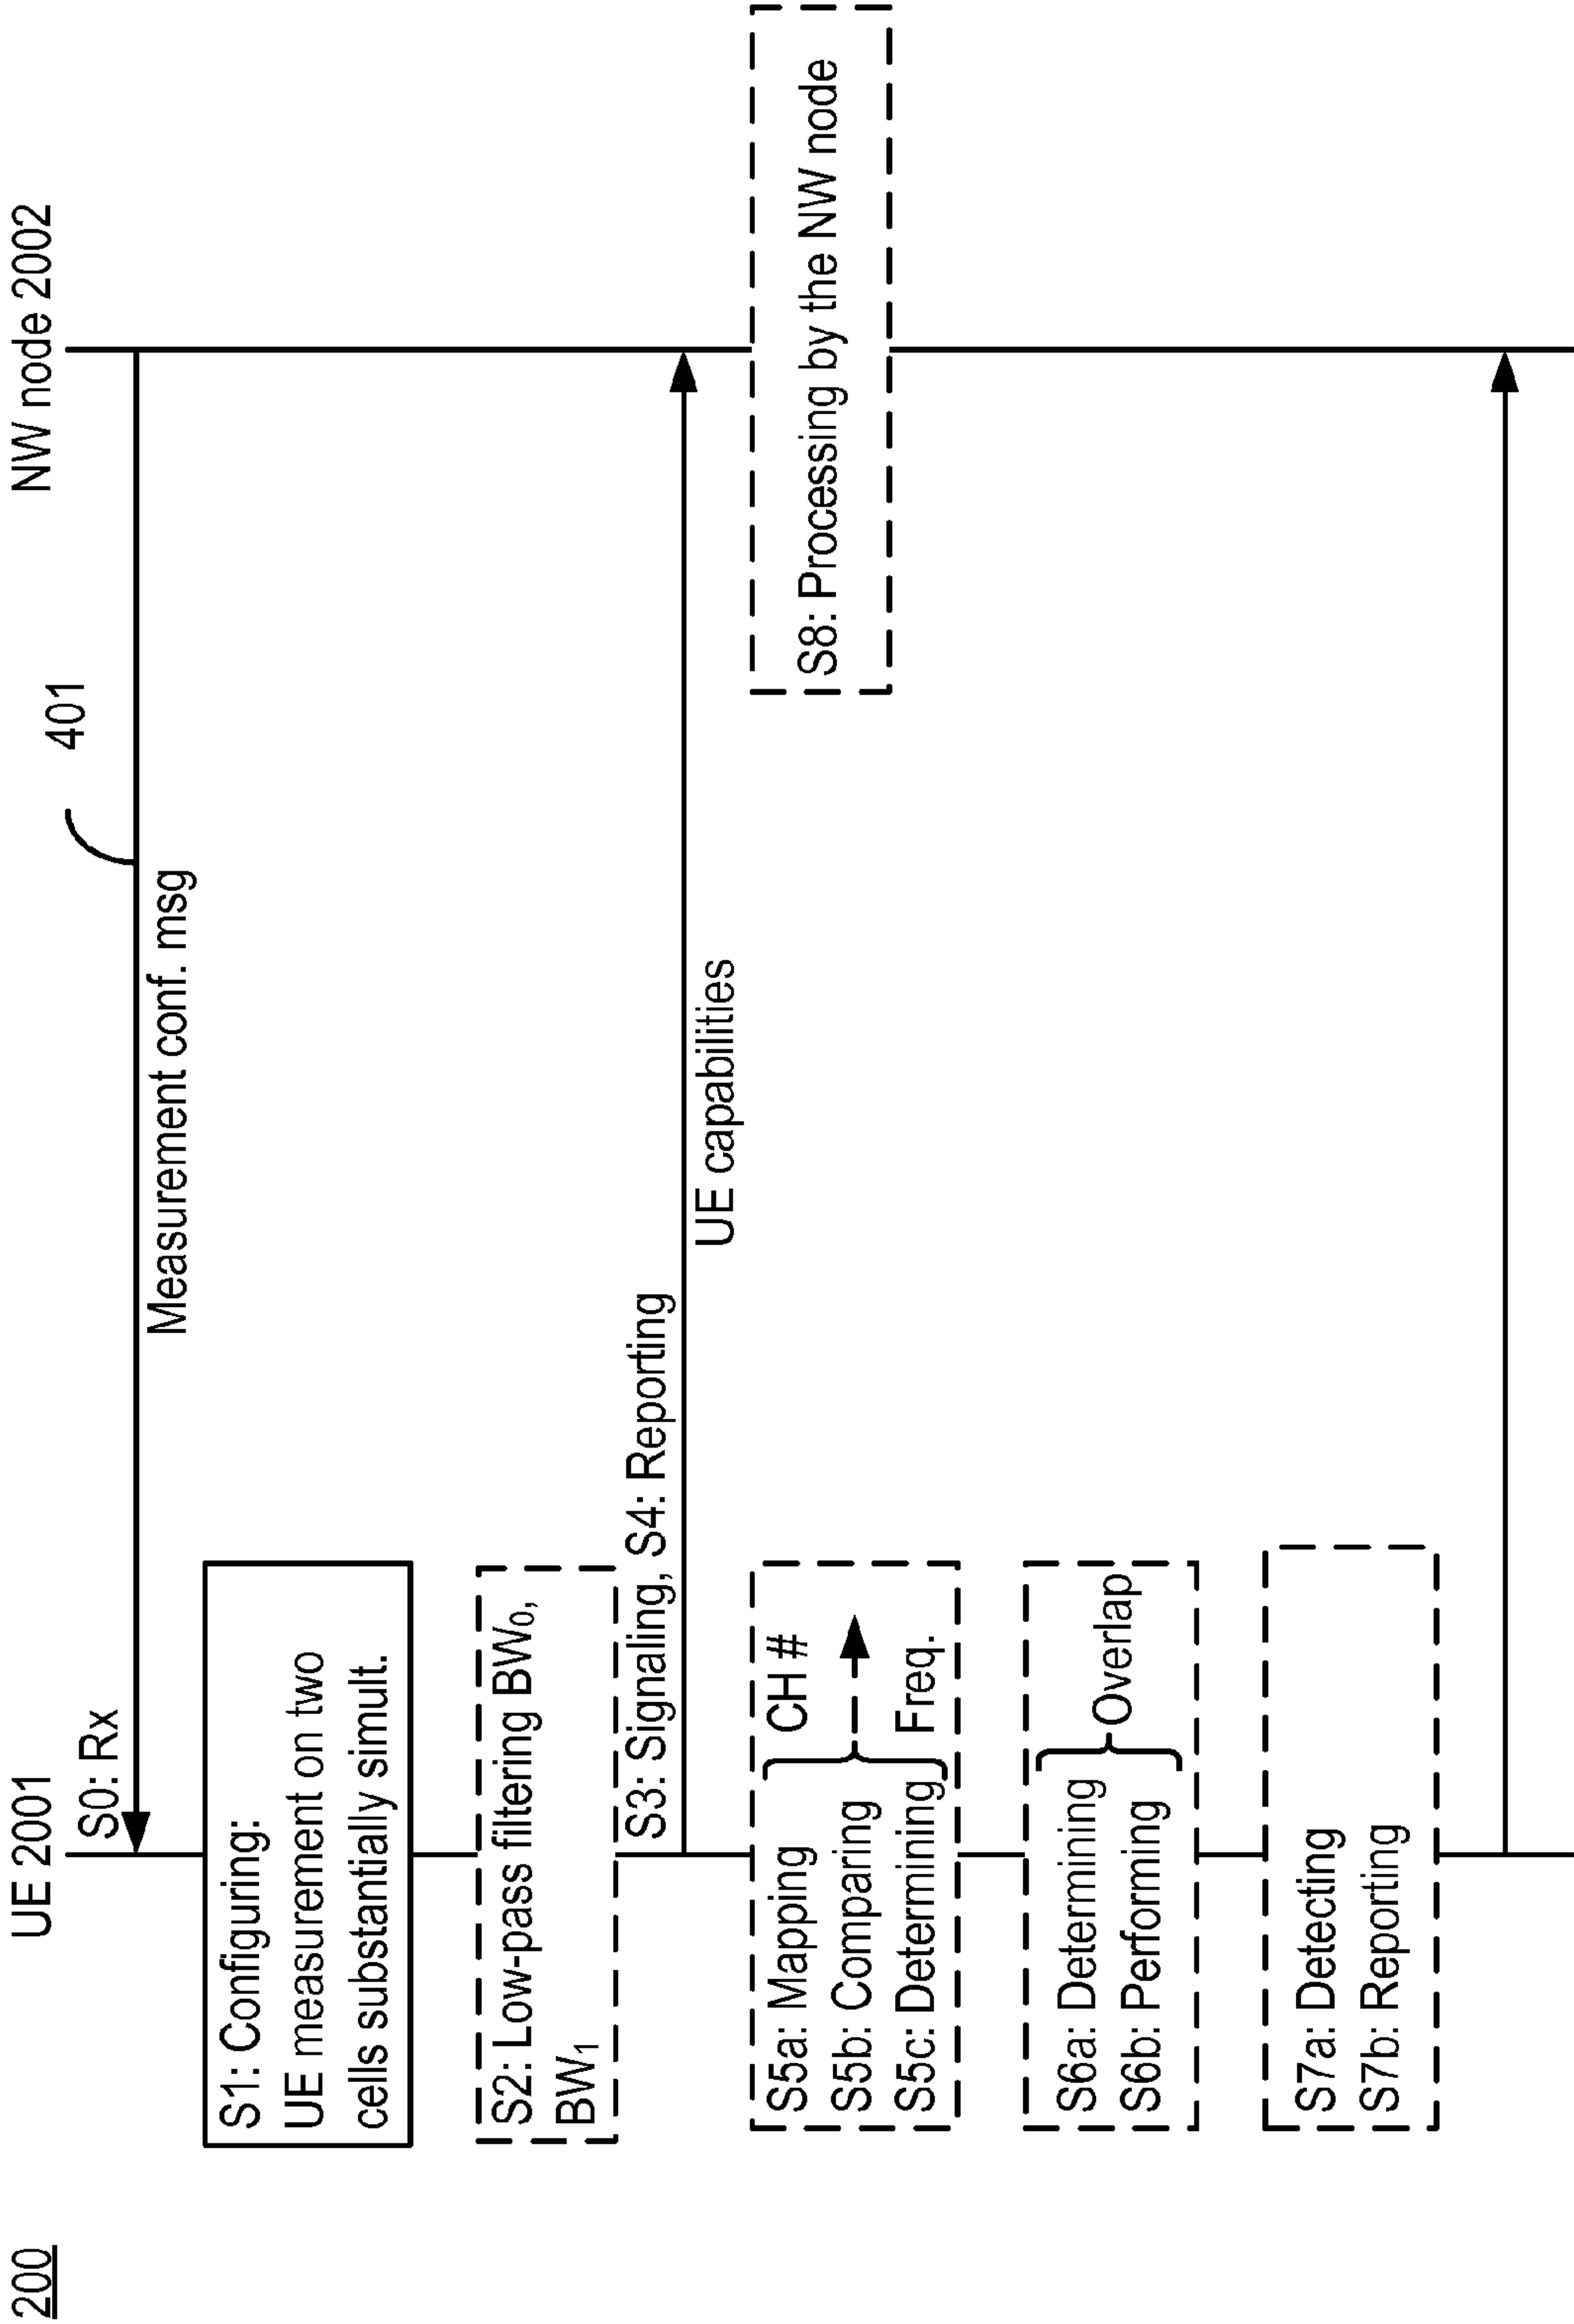 200
UE 2001
NW node 2002
S0: Rx
401
Measurement conf. msg
S1: Configuring:
UE measurement on two
cells substantially simult.
S2: Low-pass filtering BW₀,
BW₁
S3: Signaling, S4: Reporting
UE capabilities
S5a: Mapping
S5b: Comparing
S5c: Determining
CH #
Freq.
S8: Processing by the NW node
S6a: Determining
S6b: Performing
Overlap
S7a: Detecting
S7b: Reporting